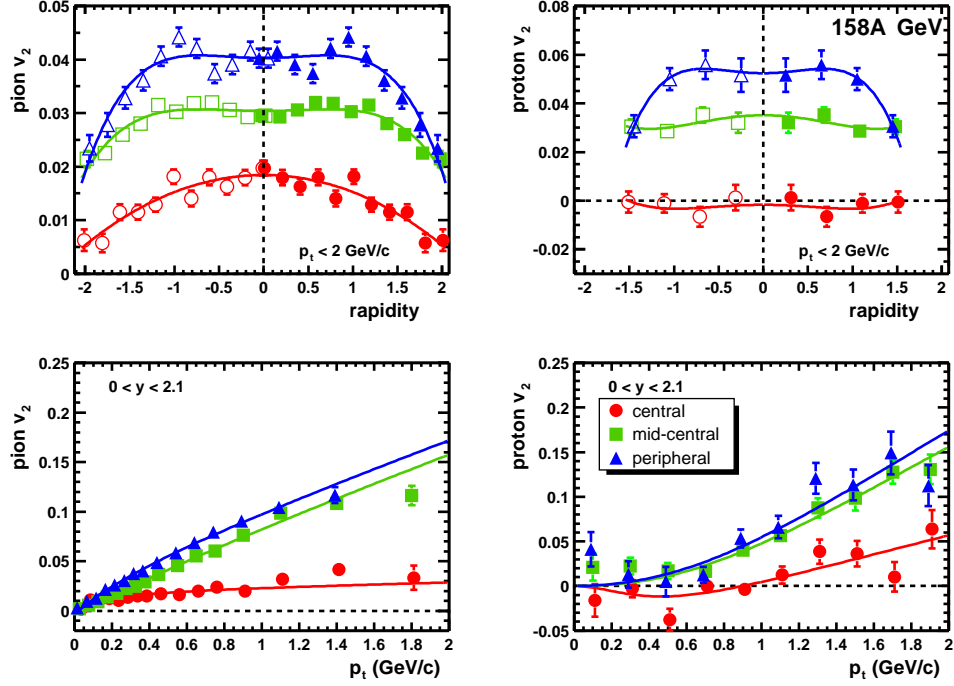 pion v2
0.05
0.04
0.03
0.02
0.01
0
pt < 2 GeV/c
-2 -1.5 -1 -0.5 0 0.5 1 1.5 2
rapidity
proton v2
158A GeV
0.08
0.06
0.04
0.02
0
-0.02
pt < 2 GeV/c
-2 -1.5 -1 -0.5 0 0.5 1 1.5 2
rapidity
pion v2
0.25
0.2
0.15
0.1
0.05
0
0 < y < 2.1
0 0.2 0.4 0.6 0.8 1 1.2 1.4 1.6 1.8 2
pt (GeV/c)
proton v2
0.25
0.2
0.15
0.1
0.05
0
-0.05
0 < y < 2.1
central
mid-central
peripheral
0 0.2 0.4 0.6 0.8 1 1.2 1.4 1.6 1.8 2
pt (GeV/c)